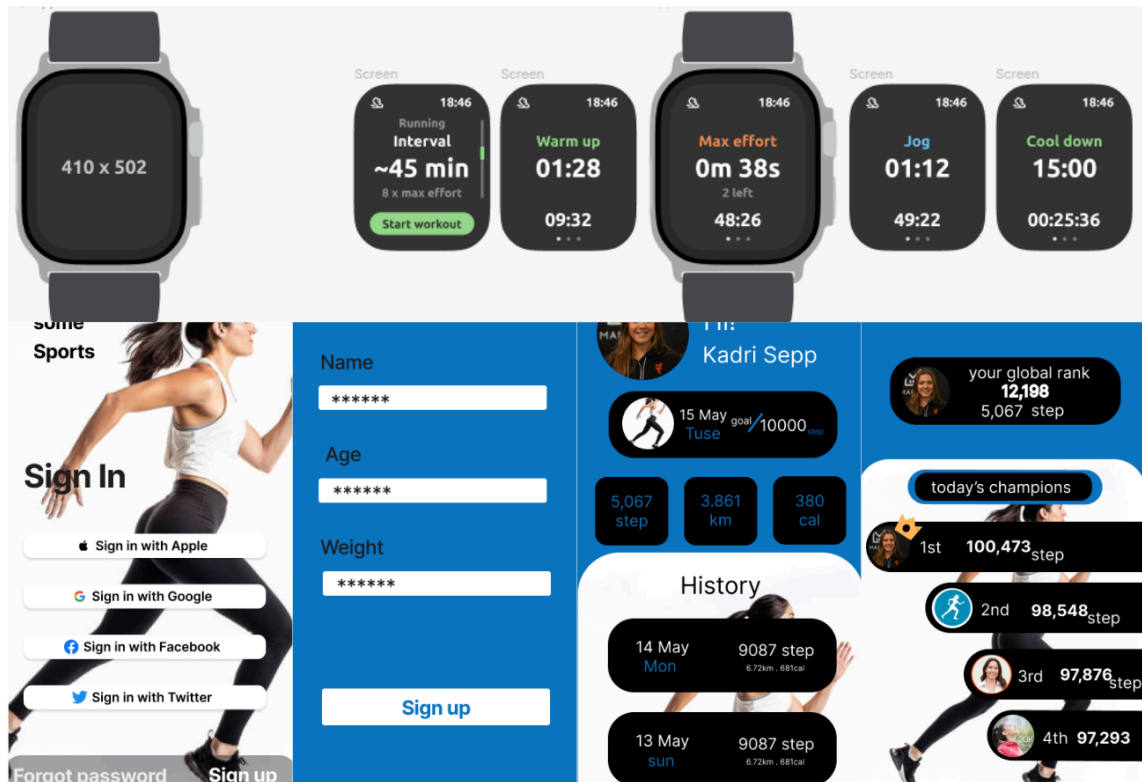 410 x 502
Screen
18:46
Running
Interval
~45 min
8 x max effort
Start workout
Screen
18:46
Warm up
01:28
09:32
18:46
Max effort
0m 38s
2 left
48:26
Screen
18:46
Jog
01:12
49:22
Screen
18:46
Cool down
15:00
00:25:36
some
Sports
Sign In
Sign in with Apple
Sign in with Google
Sign in with Facebook
Sign in with Twitter
Forgot password
Sign up
Name
******
Age
******
Weight
******
Sign up
Hi!
Kadri Sepp
15 May
Tuse
goal/10000 step
5,067
step
3.861
km
380
cal
History
14 May
Mon
9087 step
6.72km . 681cal
13 May
sun
9087 step
6.72km . 681cal
your global rank
12,198
5,067 step
today's champions
1st 100,473 step
2nd 98,548 step
3rd 97,876 step
4th 97,293